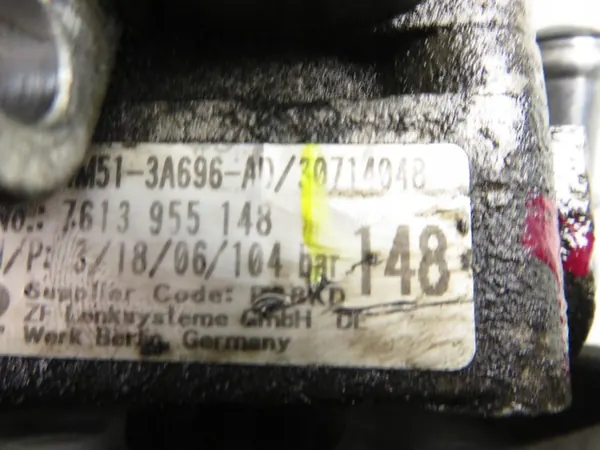 M51-3A696-AD/30714048
No.: 7613 955 148
/P: 3/18/06/104 bar 148
Supplier Code:
ZF Lenksysteme GmbH
Werk Berlin, Germany